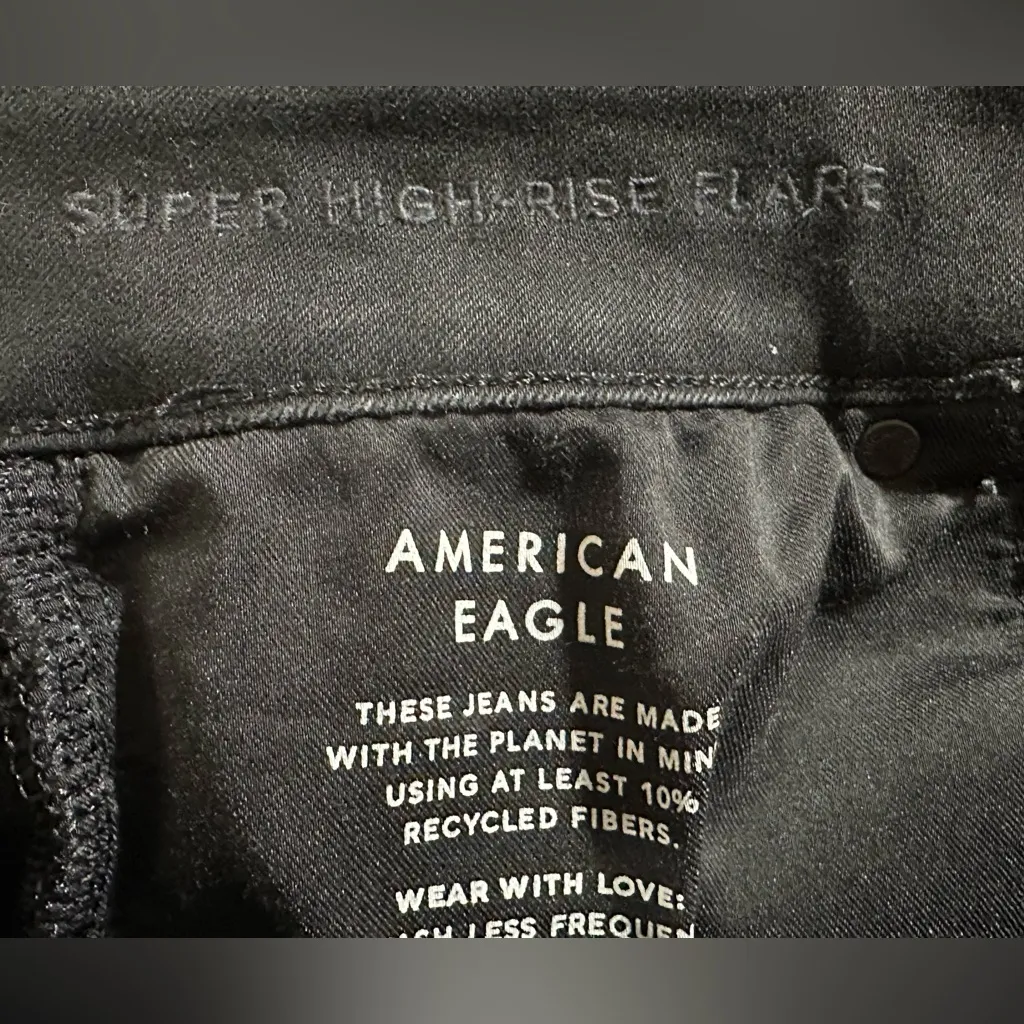 SUPER HIGH-RISE FLARE
AMERICAN
EAGLE
THESE JEANS ARE MADE
WITH THE PLANET IN MIN
USING AT LEAST 10%
RECYCLED FIBERS.
WEAR WITH LOVE:
LESS